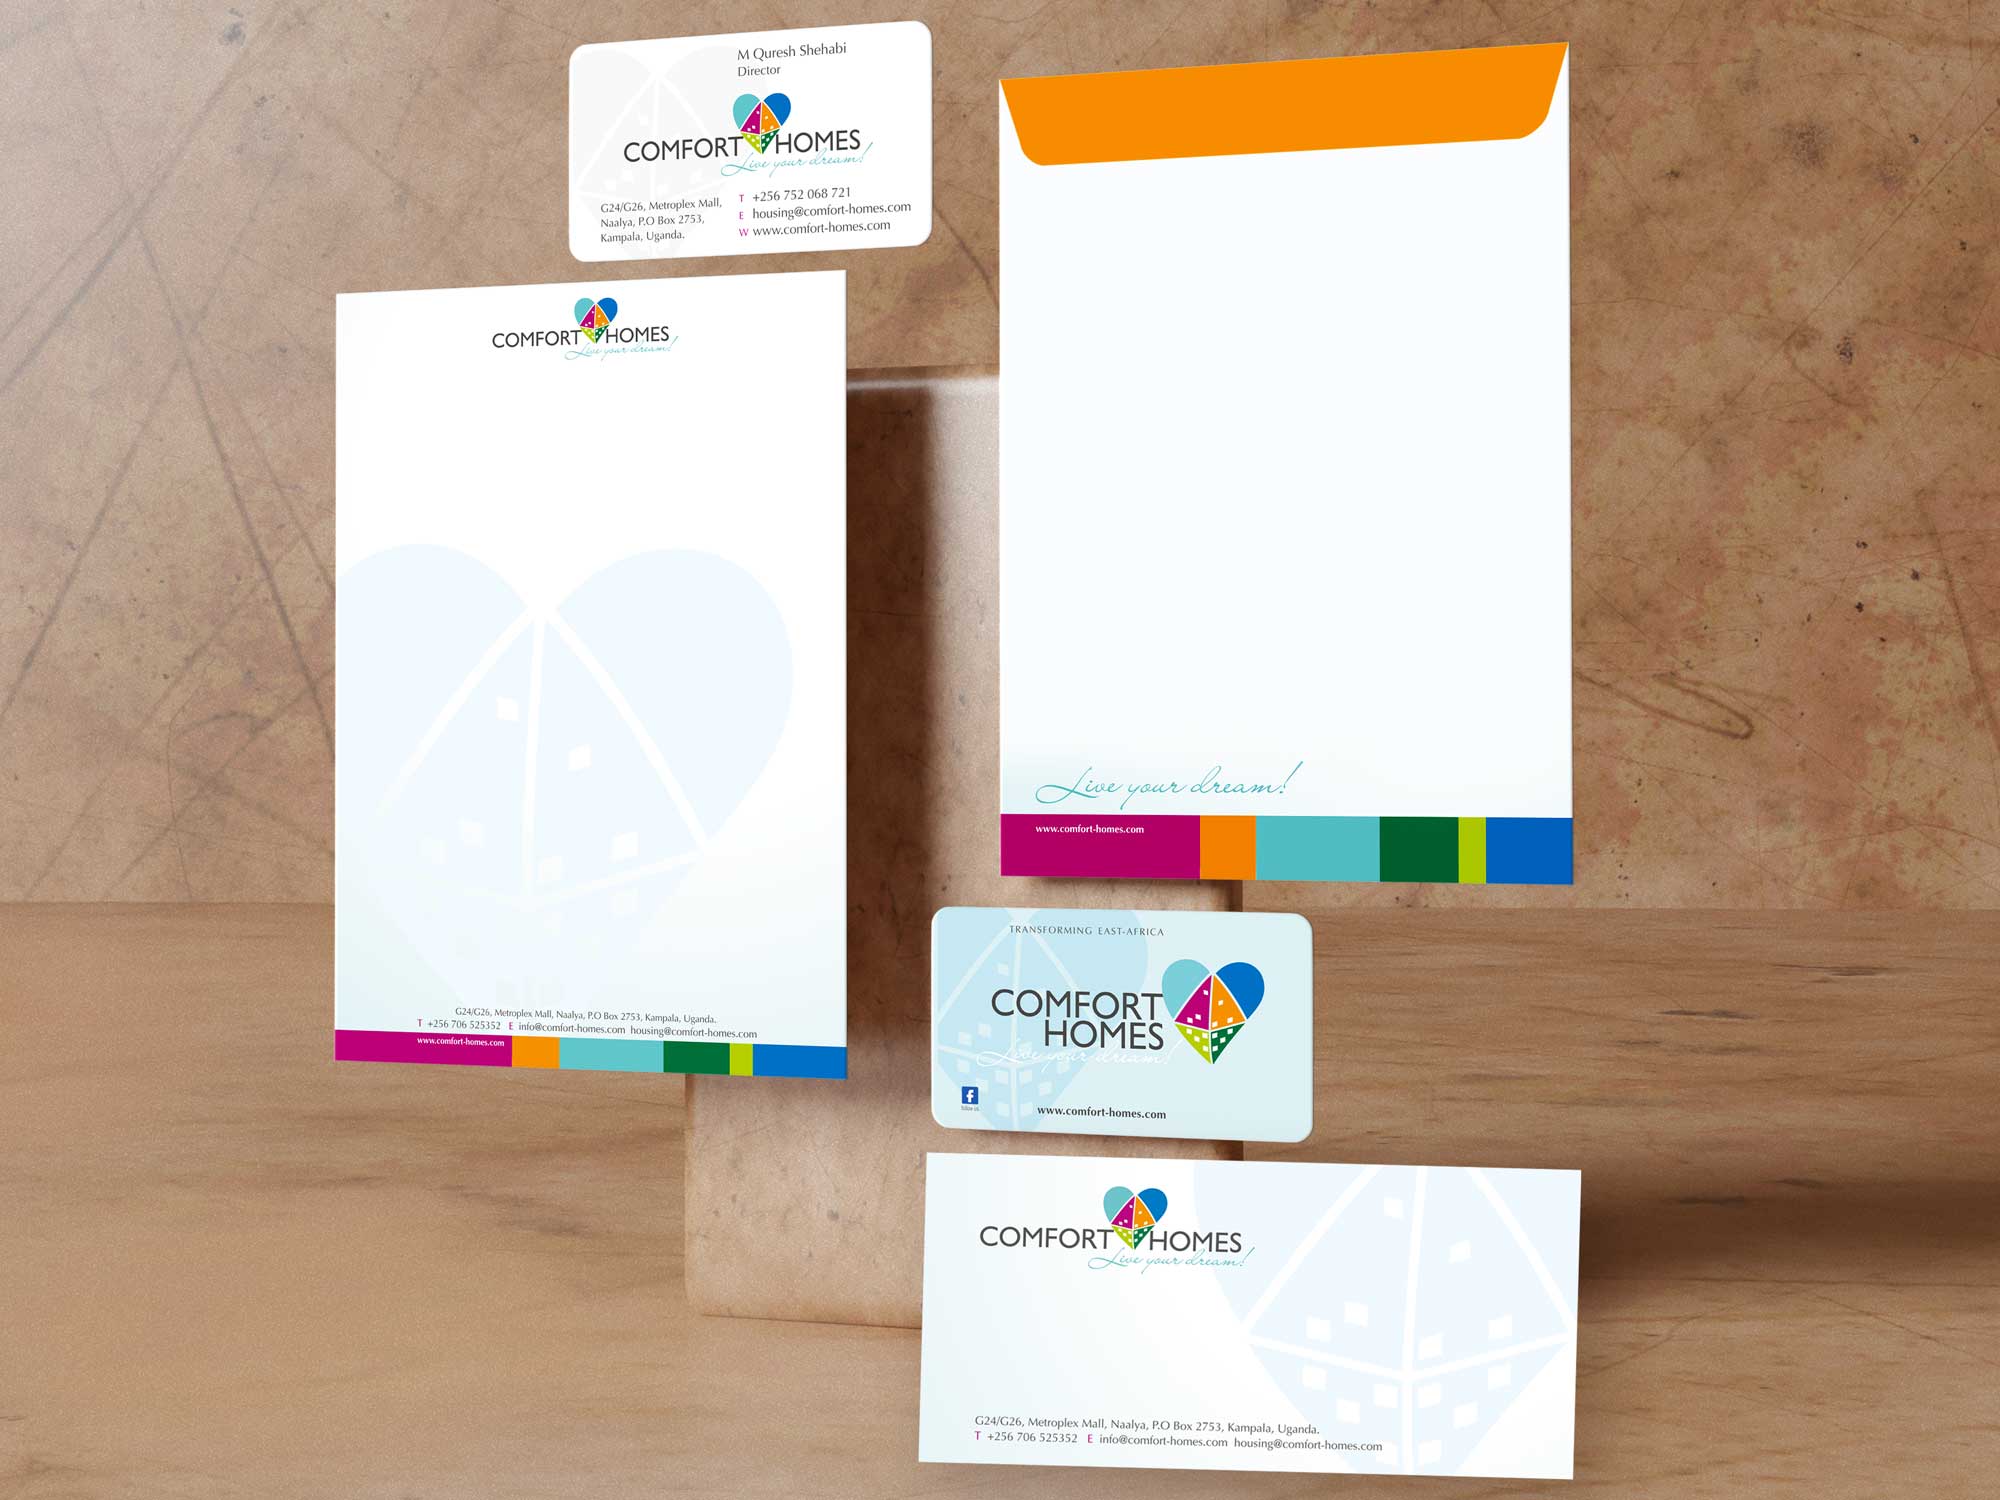 M Quresh Shehabi
Director
COMFORT HOMES
Live your dream!
G24/G26, Metroplex Mall,
Naalya, P.O Box 2753,
Kampala, Uganda.
T +256 752 068 721
E housing@comfort-homes.com
W www.comfort-homes.com
COMFORT HOMES
Live your dream!
G24/G26, Metroplex Mall, Naalya, P.O Box 2753, Kampala, Uganda.
T +256 706 525352 E info@comfort-homes.com housing@comfort-homes.com
www.comfort-homes.com
Live your dream!
www.comfort-homes.com
TRANSFORMING EAST-AFRICA
COMFORT
HOMES
Live your dream!
f
follow us
www.comfort-homes.com
COMFORT HOMES
Live your dream!
G24/G26, Metroplex Mall, Naalya, P.O Box 2753, Kampala, Uganda.
T +256 706 525352 E info@comfort-homes.com housing@comfort-homes.com